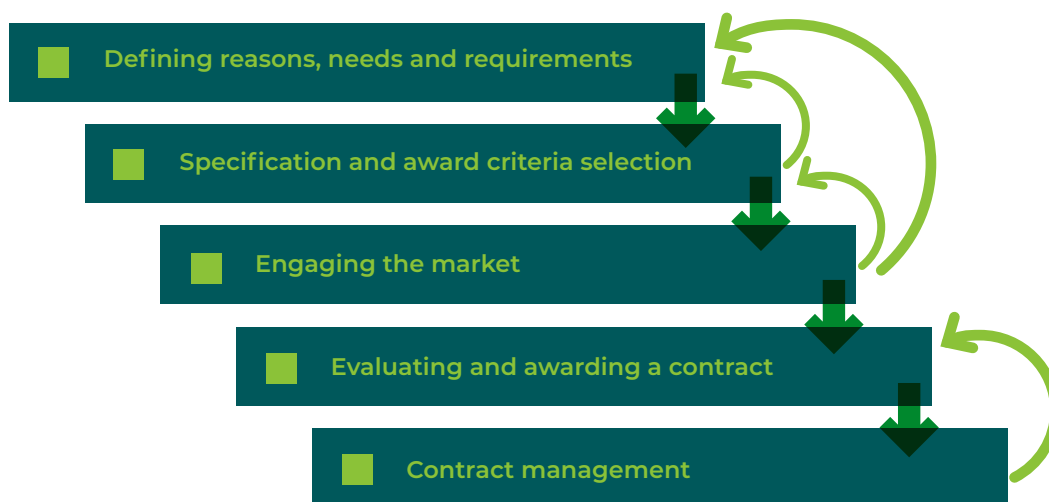 Defining reasons, needs and requirements
Specification and award criteria selection
Engaging the market
Evaluating and awarding a contract
Contract management